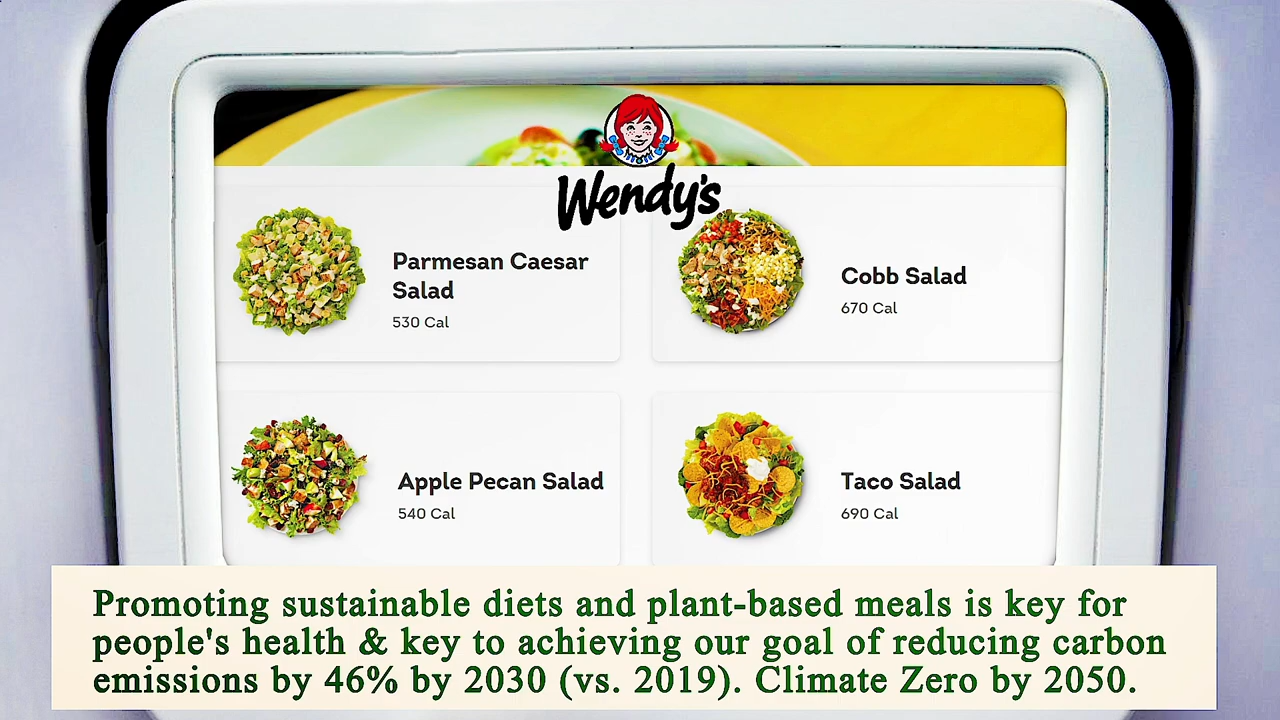 Wendy's
Parmesan Caesar
Salad
530 Cal
Cobb Salad
670 Cal
Apple Pecan Salad
540 Cal
Taco Salad
690 Cal
Promoting sustainable diets and plant-based meals is key for
people's health & key to achieving our goal of reducing carbon
emissions by 46% by 2030 (vs. 2019). Climate Zero by 2050.